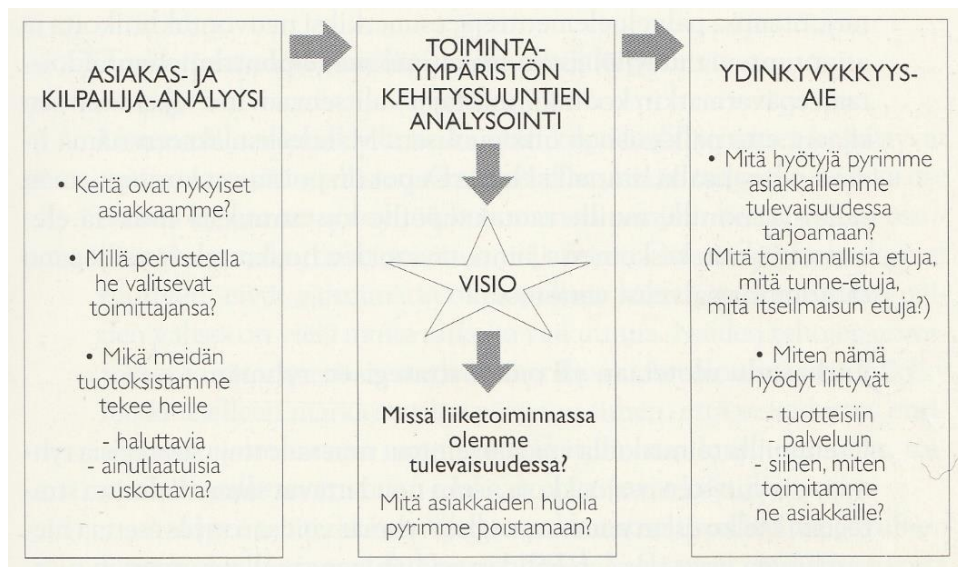 ASIAKAS- JA
KILPAILIJA-ANALYYSI
• Keitä ovat nykyiset
asiakkaamme?
• Millä perusteella
he valitsevat
toimittajansa?
• Mikä meidän
tuotoksistamme
tekee heille
- haluttavia
- ainutlaatuisia
- uskottavia?
TOIMINTA-
YMPÄRISTÖN
KEHITYSSUUNTIEN
ANALYSOINTI
VISIO
Missä liiketoiminnassa
olemme
tulevaisuudessa?
Mitä asiakkaiden huolia
pyrimme poistamaan?
YDINKYVYKKYYS-
AIE
• Mitä hyötyjä pyrimme
asiakkaillemme
tulevaisuudessa
tarjoamaan?
(Mitä toiminnallisia etuja,
mitä tunne-etuja,
mitä itseilmaisun etuja?)
• Miten nämä
hyödyt liittyvät
- tuotteisiin
- palveluun
- siihen, miten
toimitamme
ne asiakkaille?